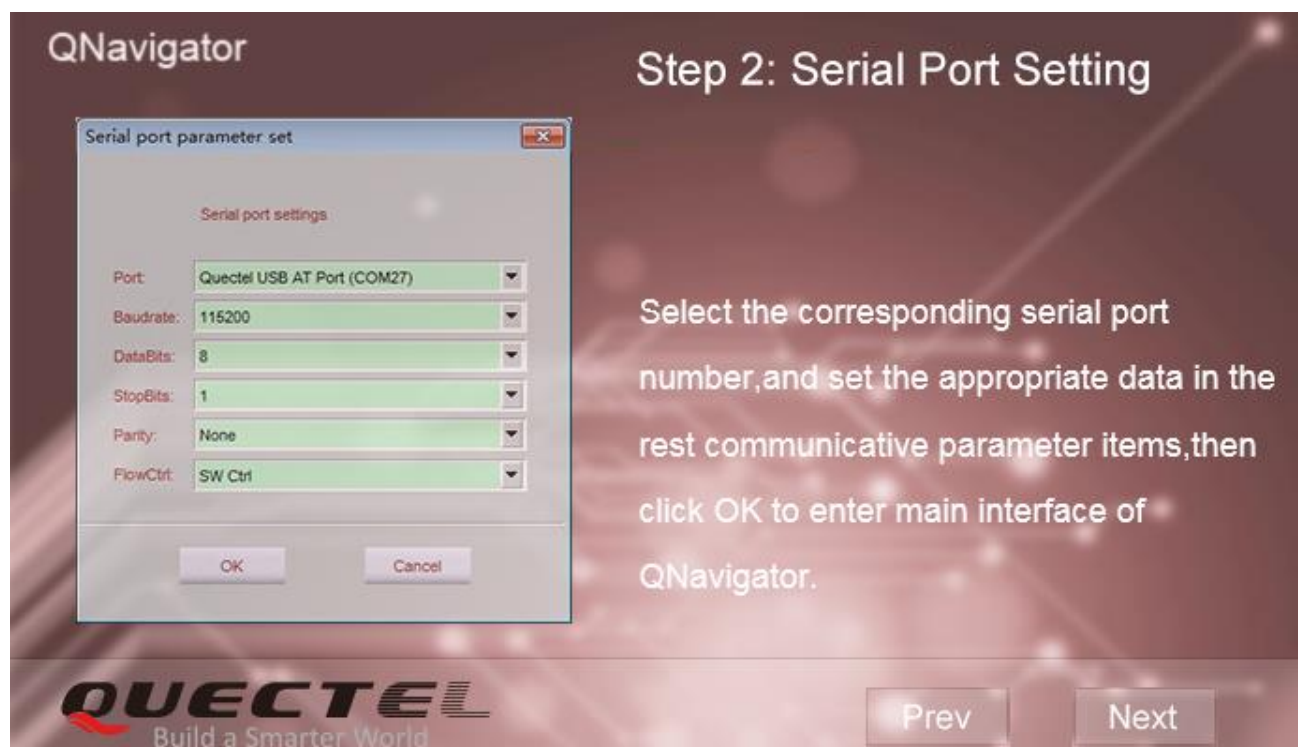 QNavigator
Step 2: Serial Port Setting
Serial port parameter set
Serial port settings
Port: Quectel USB AT Port (COM27)
Baudrate: 115200
DataBits: 8
StopBits: 1
Parity: None
FlowCtrl: SW Ctrl
OK Cancel
Select the corresponding serial port
number,and set the appropriate data in the
rest communicative parameter items,then
click OK to enter main interface of
QNavigator.
QUECTEL
Build a Smarter World
Prev Next